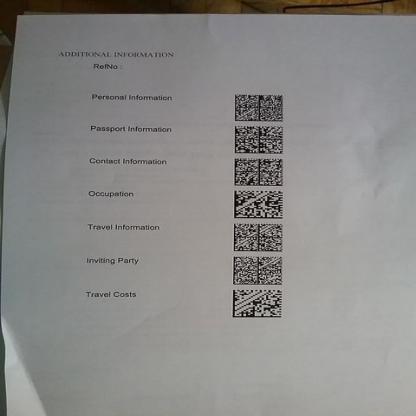 ADDITIONAL INFORMATION
RefNo :
Personal Information
Passport Information
Contact Information
Occupation
Travel Information
Inviting Party
Travel Costs